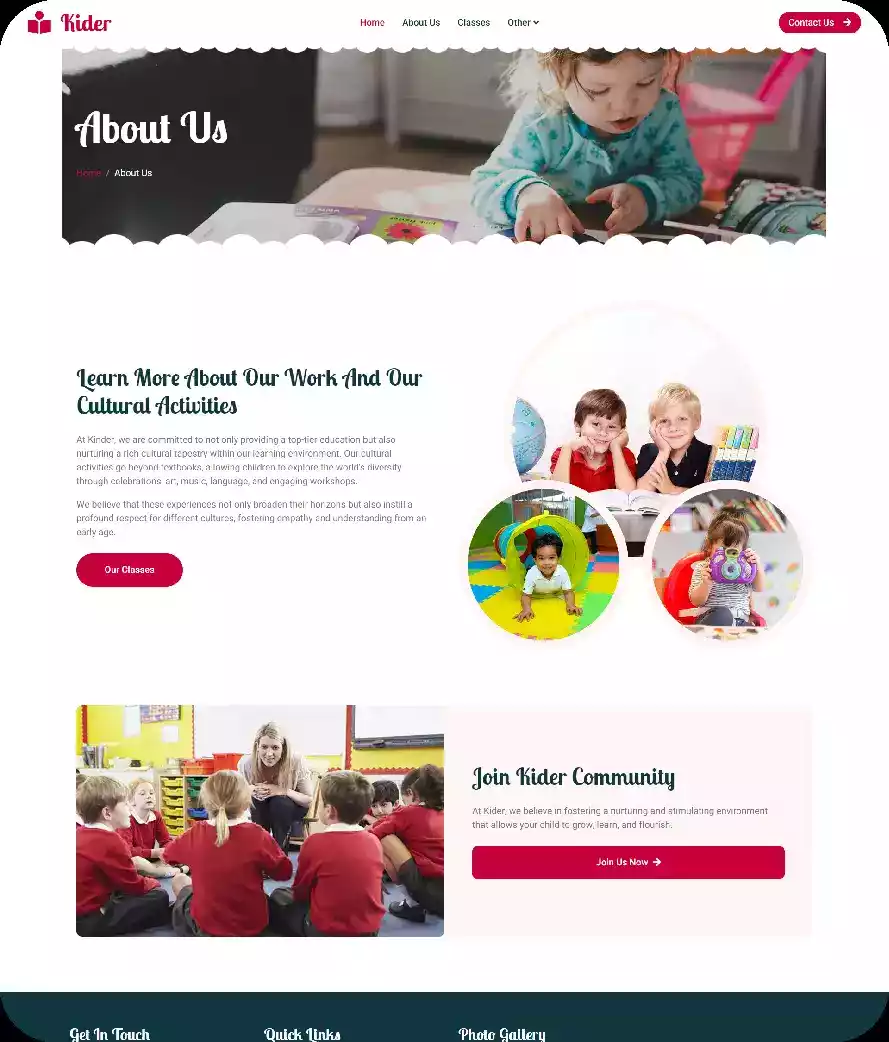 Kider
Home
About Us
Classes
Other
Contact Us
About Us
Home / About Us
Learn More About Our Work And Our
Cultural Activities
At Kinder, we are committed to not only providing a top-tier education but also
nurturing a rich cultural tapestry within our learning environment. Our cultural
activities go beyond textbooks, allowing children to explore the world's diversity
through celebrations, art, music, language, and engaging workshops.
We believe that these experiences not only broaden their horizons but also instill a
profound respect for different cultures, fostering empathy and understanding from an
early age.
Our Classes
Join Kider Community
At Kider, we believe in fostering a nurturing and stimulating environment
that allows your child to grow, learn, and flourish.
Join Us Now
Get In Touch
Quick Links
Photo Gallery